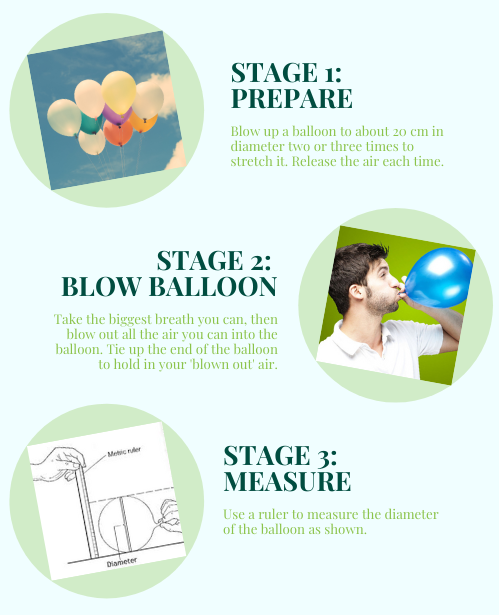 STAGE 1:
PREPARE
Blow up a balloon to about 20 cm in
diameter two or three times to
stretch it. Release the air each time.
STAGE 2:
BLOW BALLOON
Take the biggest breath you can, then
blow out all the air you can into the
balloon. Tie up the end of the balloon
to hold in your 'blown out' air.
Metric ruler
Diameter
STAGE 3:
MEASURE
Use a ruler to measure the diameter
of the balloon as shown.